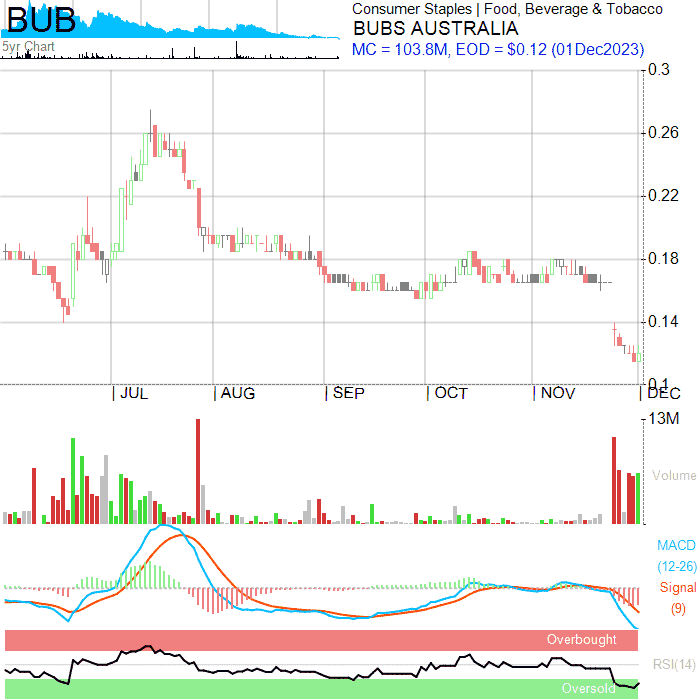 BUB
5yr Chart
Consumer Staples | Food, Beverage & Tobacco
BUBS AUSTRALIA
MC = 103.8M, EOD = $0.12 (01Dec2023)
0.3
0.26
0.22
0.18
0.14
0.1
JUL AUG SEP OCT NOV DEC
13M
Volume
MACD
(12-26)
Signal
(9)
Overbought
RSI(14)
Oversold